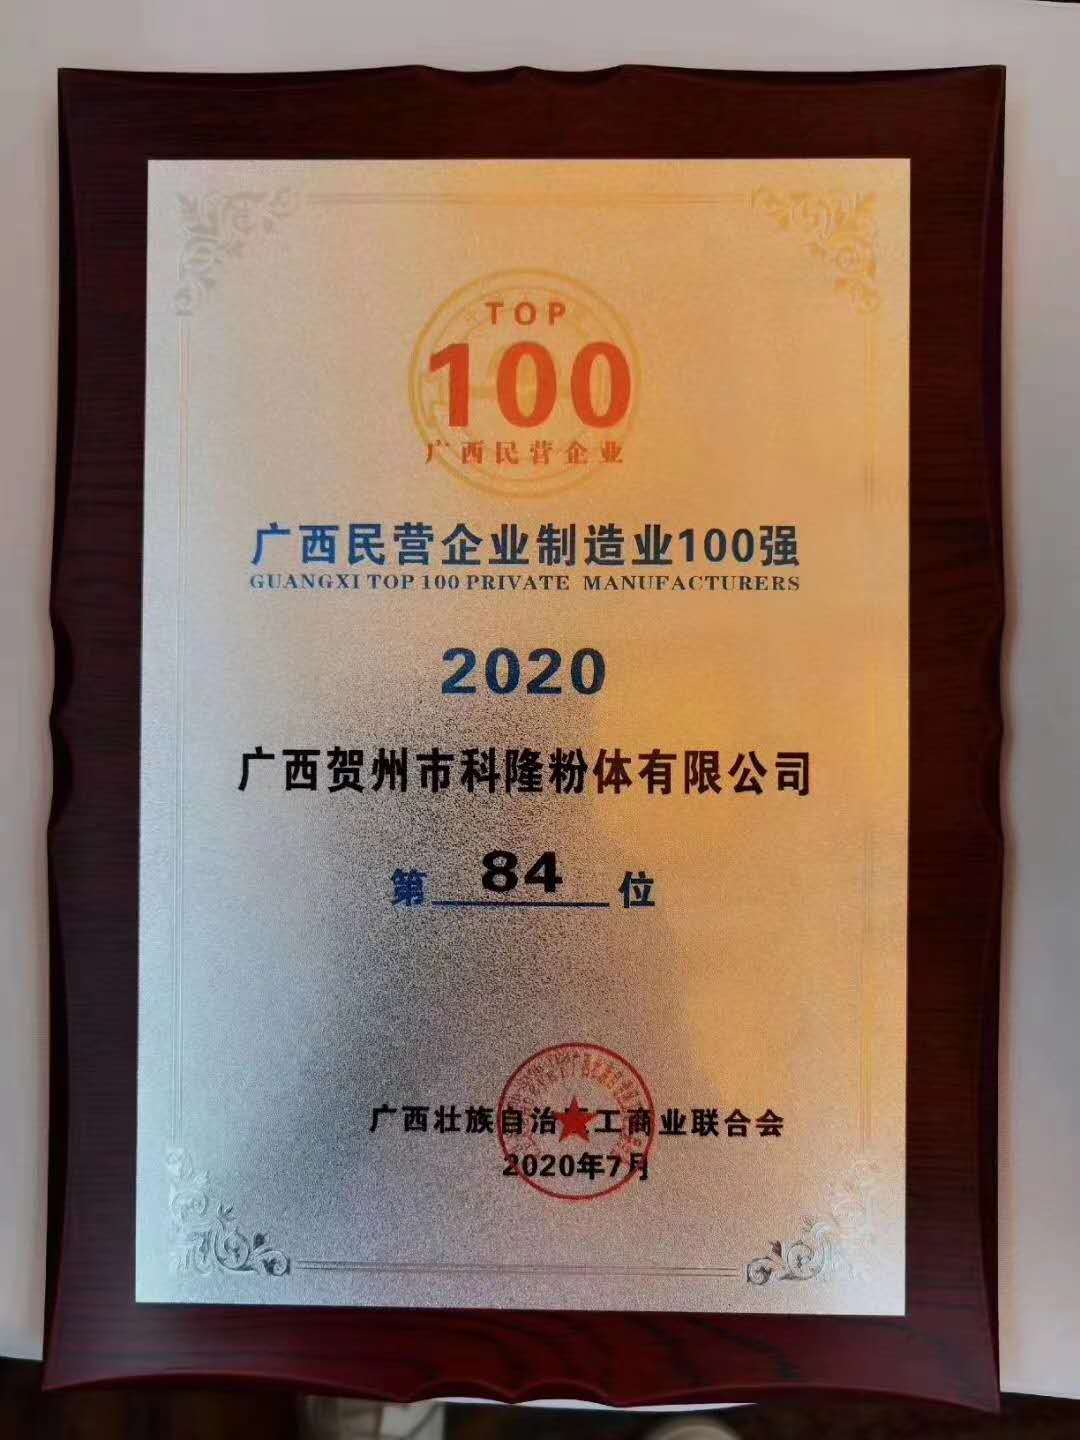 TOP
100
广西民营企业
广西民营企业制造业100强
GUANGXI TOP 100 PRIVATE MANUFACTURERS
2020
广西贺州市科隆粉体有限公司
第 84 位
广西壮族自治区工商业联合会
2020年7月